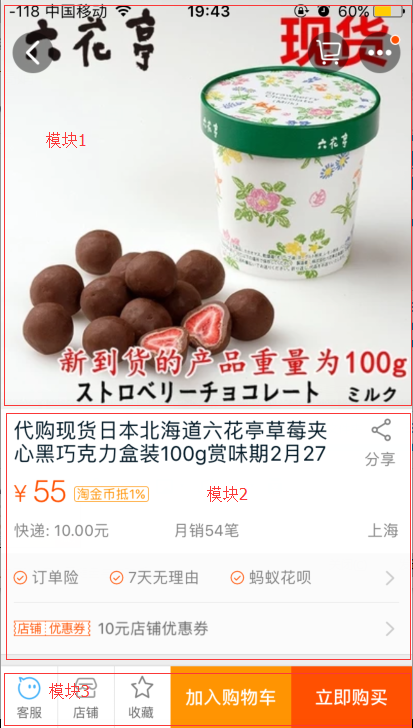 -118 中国移动 19:43 60%
六花亭 现货
模块1
Strawberry
Chocolate
(Milk)
六花亭
新到货的产品重量为100g
ストロベリーチョコレート ミルク
代购现货日本北海道六花亭草莓夹
心黑巧克力盒装100g赏味期2月27
分享
¥ 55 淘金币抵1%
模块2
快递: 10.00元 月销54笔 上海
订单险 7天无理由 蚂蚁花呗
店铺 优惠券 10元店铺优惠券
模块3
客服 店铺 收藏 加入购物车 立即购买